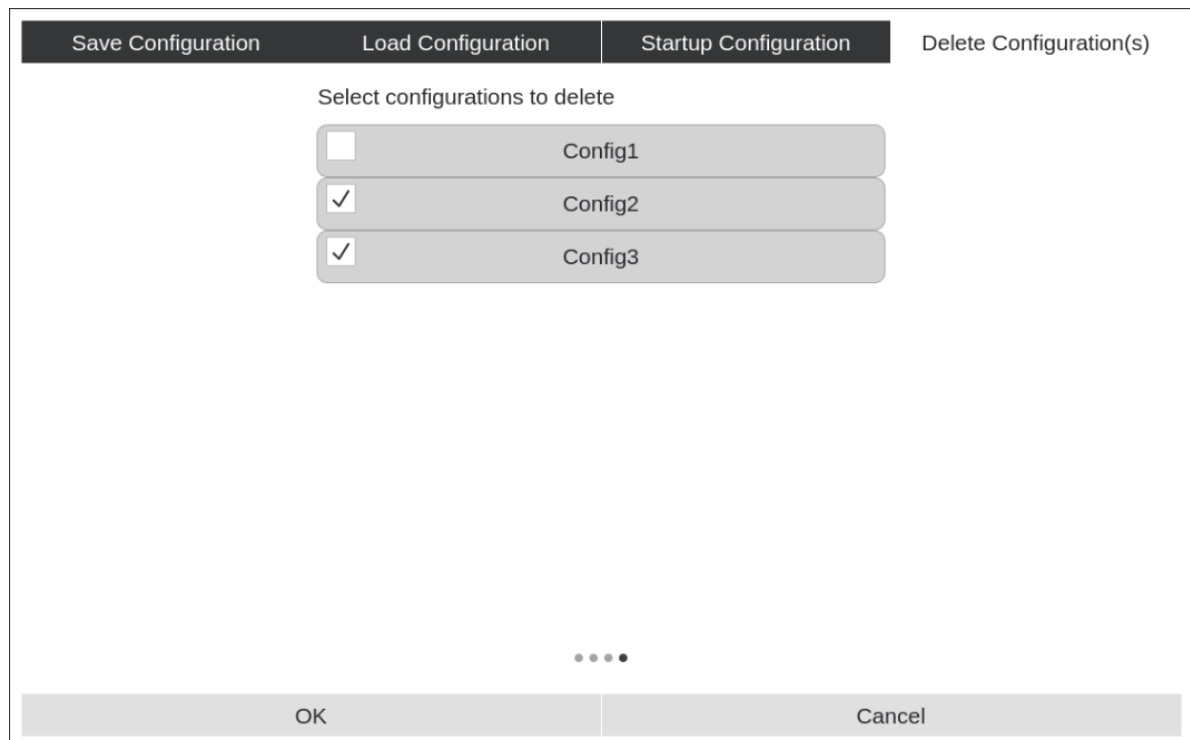 Save Configuration Load Configuration Startup Configuration Delete Configuration(s)
Select configurations to delete
Config1
Config2
Config3
OK Cancel